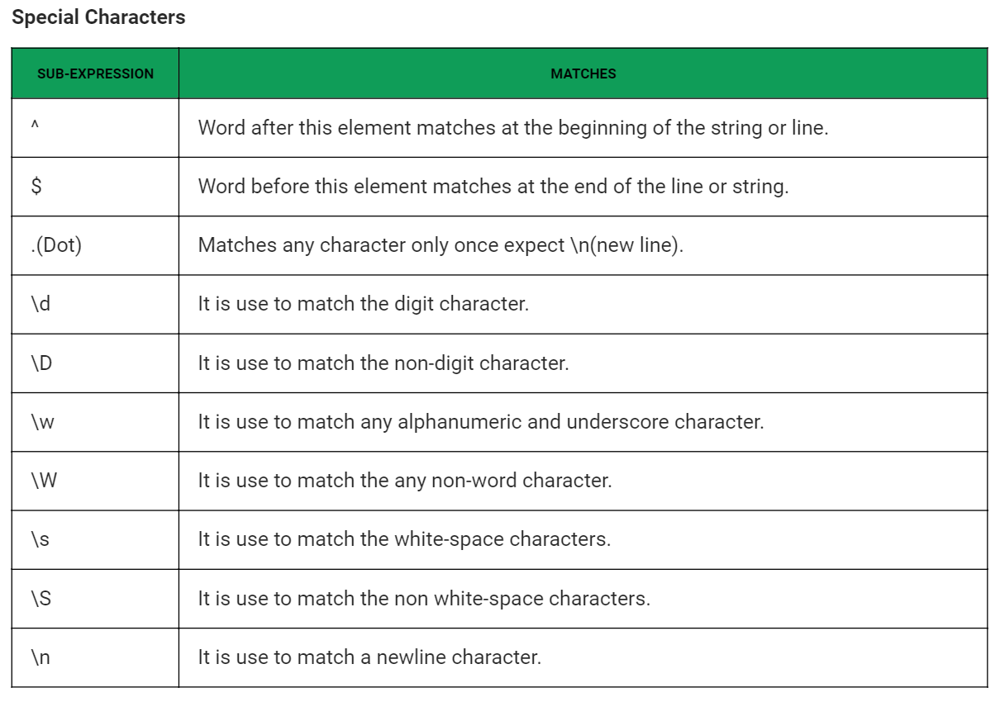 Special Characters
SUB-EXPRESSION MATCHES
^ Word after this element matches at the beginning of the string or line.
$ Word before this element matches at the end of the line or string.
.(Dot) Matches any character only once expect \n(new line).
\d It is use to match the digit character.
\D It is use to match the non-digit character.
\w It is use to match any alphanumeric and underscore character.
\W It is use to match the any non-word character.
\s It is use to match the white-space characters.
\S It is use to match the non white-space characters.
\n It is use to match a newline character.